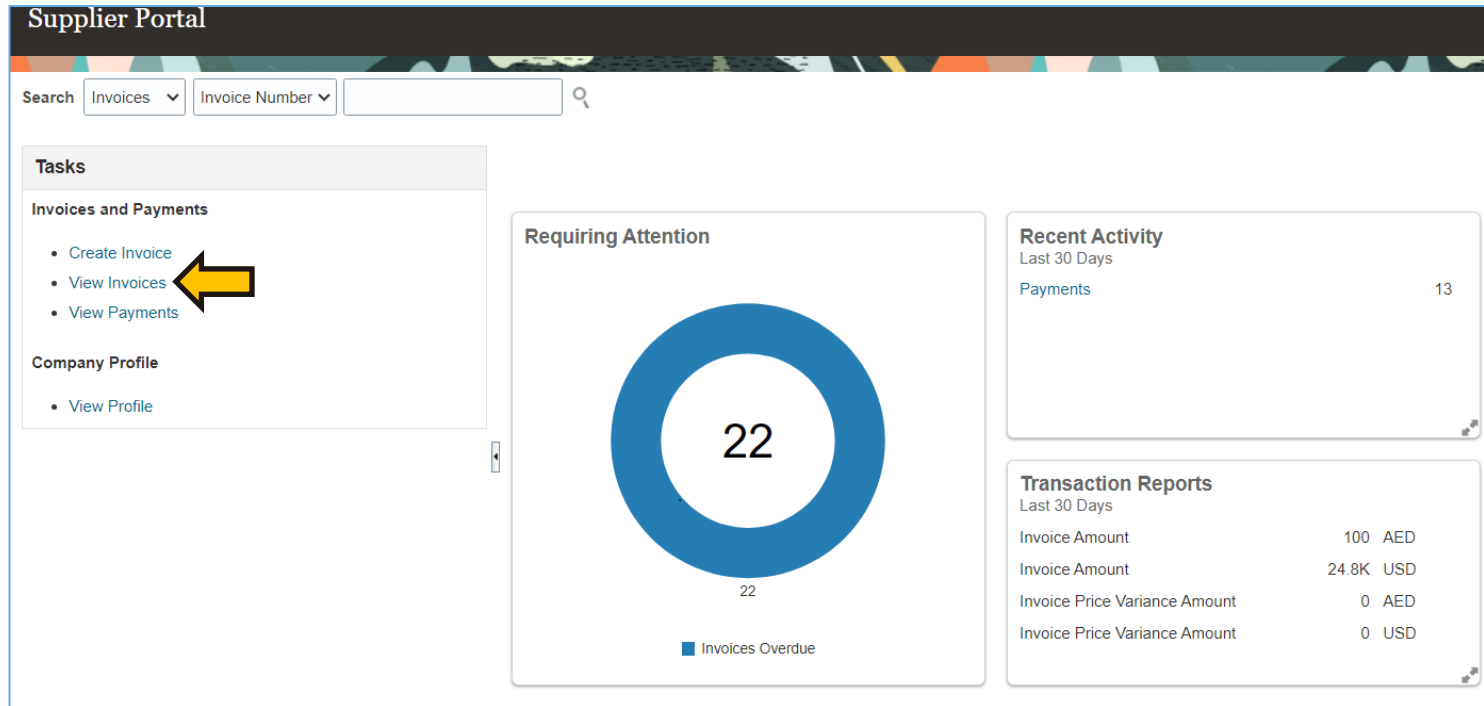 Supplier Portal
Search Invoices Invoice Number
Tasks
Invoices and Payments
Create Invoice
View Invoices
View Payments
Company Profile
View Profile
Requiring Attention
22
22
Invoices Overdue
Recent Activity
Last 30 Days
Payments 13
Transaction Reports
Last 30 Days
Invoice Amount 100 AED
Invoice Amount 24.8K USD
Invoice Price Variance Amount 0 AED
Invoice Price Variance Amount 0 USD